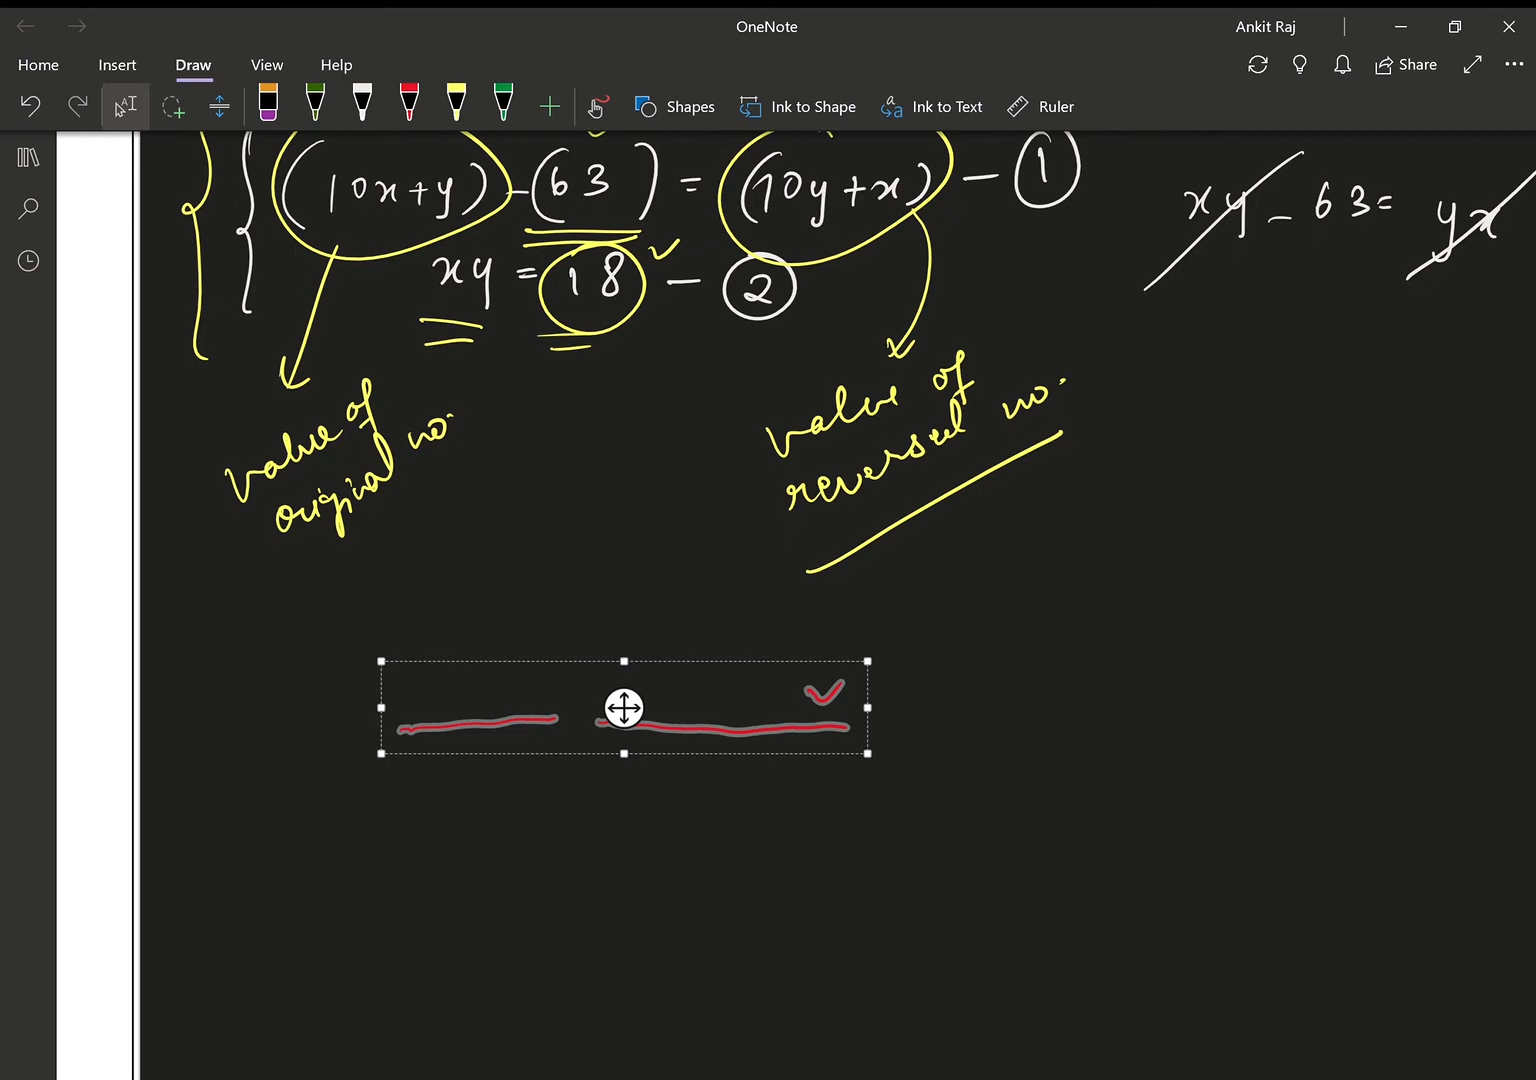 OneNote
Ankit Raj
Home Insert Draw View Help
Share
Shapes Ink to Shape Ink to Text Ruler
(10x+y) - (63) = (10y+x) - 1
xy = 18 - 2
xy - 63 = yx
value of
original no.
value of
reversed no.